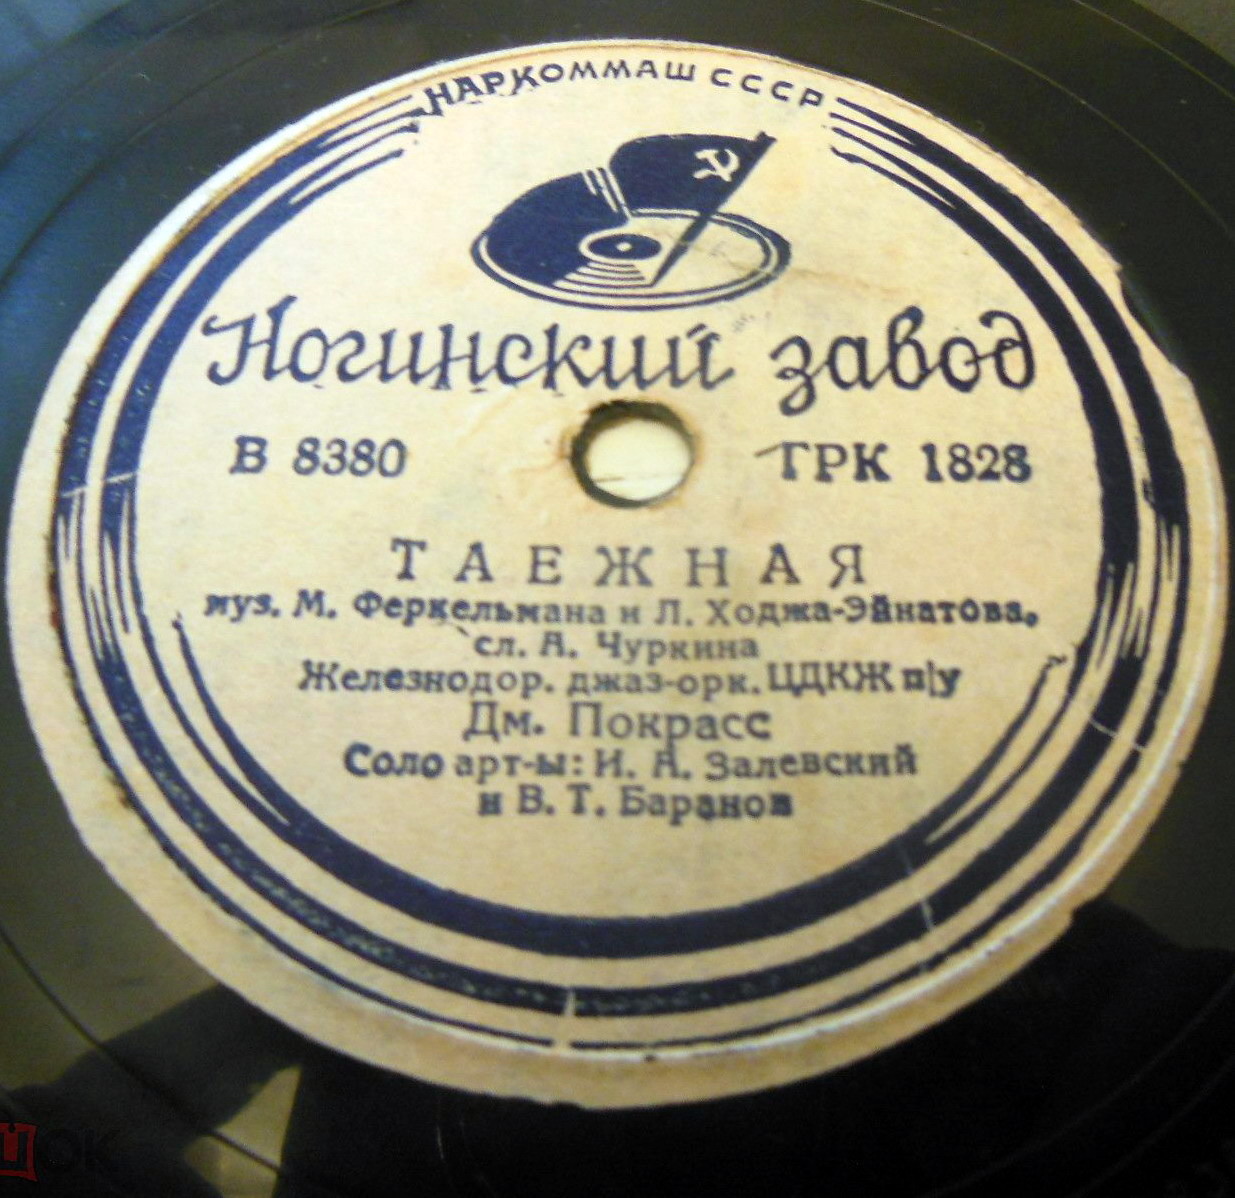 НАРКОММАШ СССР
Ногинский завод
В 8380 ГРК 1828
ТАЕЖНАЯ
муз. М. Феркельмана и Л. Ходжа-Эйнатова,
сл. А. Чуркина
Железнодор. джаз-орк. ЦДКЖ п/у
Дм. Покрасс
Соло арт-ы: И. А. Залевский
и В. Т. Баранов